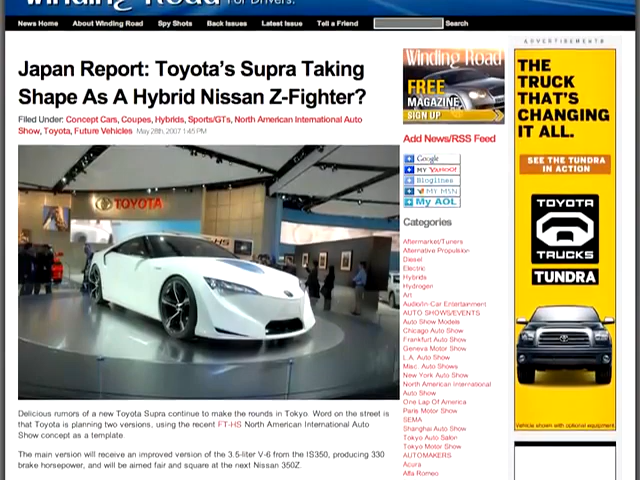 Winding Road FOR DRIVERS.
News Home About Winding Road Spy Shots Back Issues Latest Issue Tell a Friend Search
Japan Report: Toyota's Supra Taking
Shape As A Hybrid Nissan Z-Fighter?
Filed Under: Concept Cars, Coupes, Hybrids, Sports/GTs, North American International Auto
Show, Toyota, Future Vehicles May 28th, 2007 1:45 PM
TOYOTA
Delicious rumors of a new Toyota Supra continue to make the rounds in Tokyo Word on the street is
that Toyota is planning two versions, using the recent FT-HS North American International Auto
Show concept as a template
The main version will receive an improved version of the 3.5-liter V-6 from the IS350, producing 330
brake horsepower, and will be aimed fair and square at the next Nissan 350Z.
Winding Road
FREE
MAGAZINE
SIGN UP
Add News/RSS Feed
Google
MY YAHOO!
Bloglines
MY MSN
My AOL
Categories
Aftermarket/Tuners
Alternative Propulsion
Diesel
Electric
Hybrids
Hydrogen
Art
Audio/In-Car Entertainment
AUTO SHOWS/EVENTS
Auto Show Models
Chicago Auto Show
Frankfurt Auto Show
Geneva Motor Show
L.A. Auto Show
Misc. Auto Shows
New York Auto Show
North American International
Auto Show
One Lap Of America
Paris Motor Show
SEMA
Shanghai Auto Show
Tokyo Auto Salon
Tokyo Motor Show
AUTOMAKERS
Acura
Alfa Romeo
ADVERTISEMENTS
THE
TRUCK
THAT'S
CHANGING
IT ALL.
SEE THE TUNDRA
IN ACTION
TOYOTA
TRUCKS
TUNDRA
Vehicle shown with optional equipment